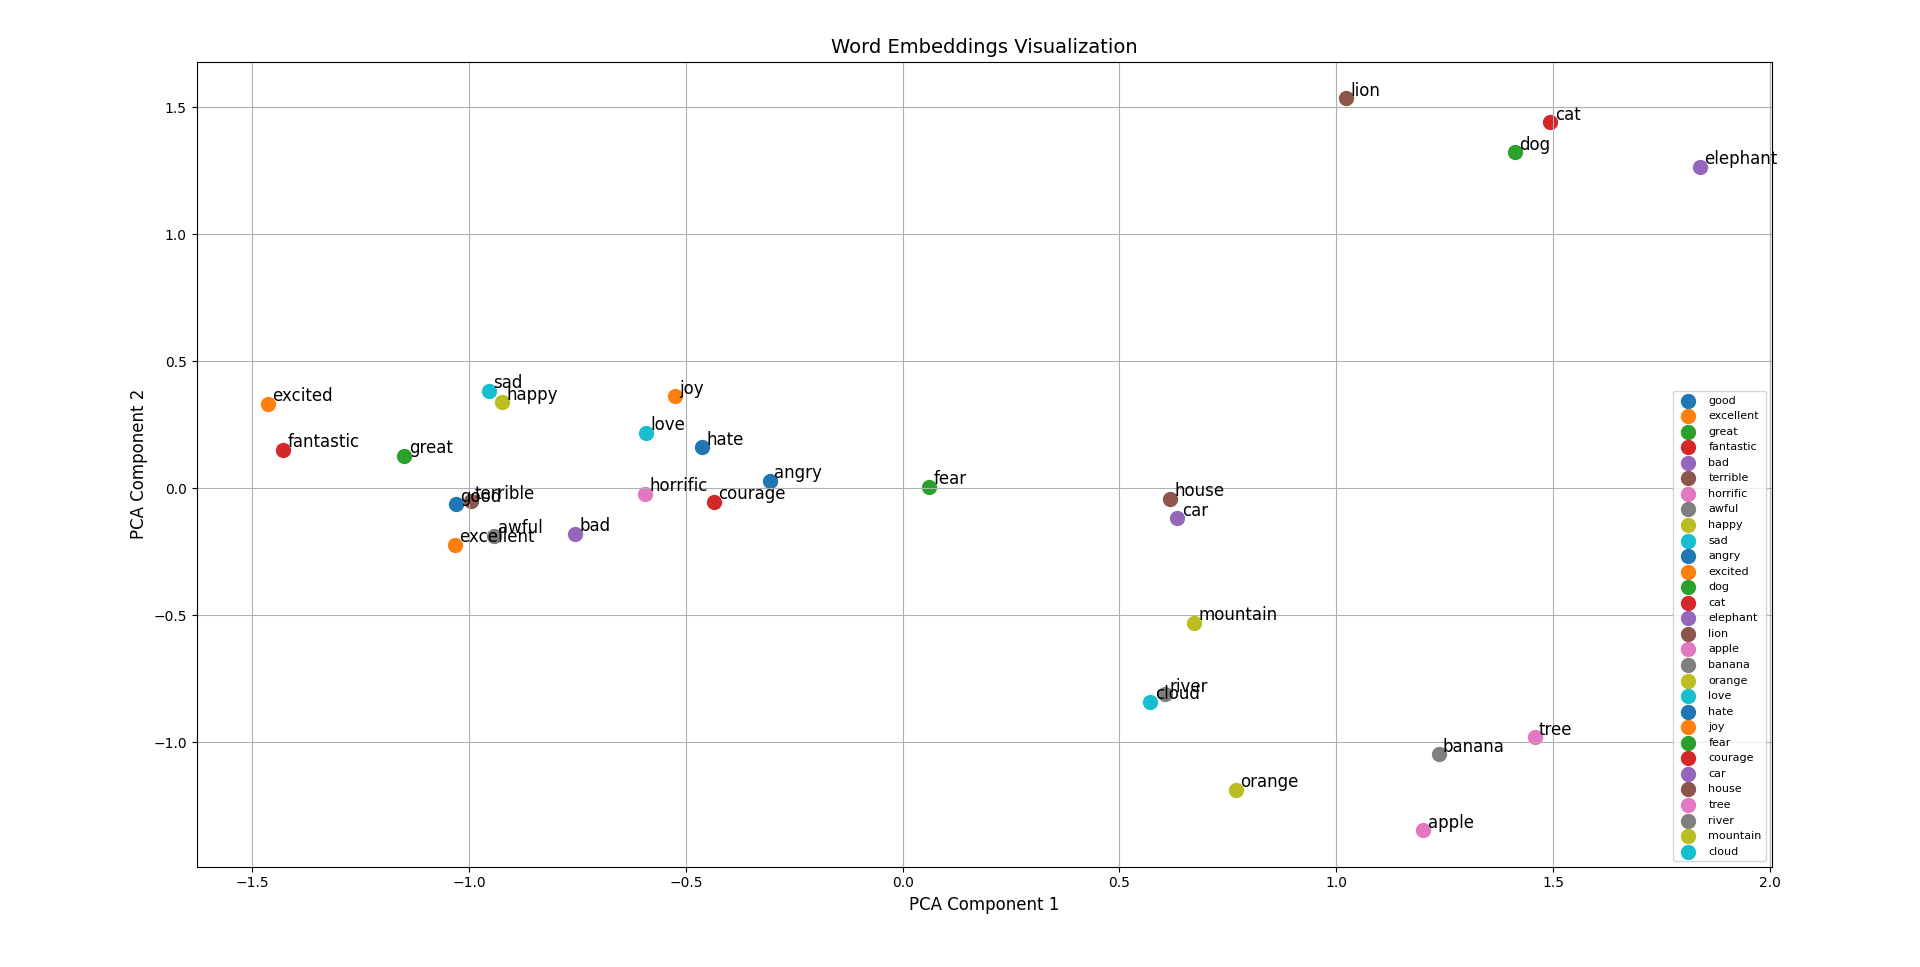 Word Embeddings Visualization
PCA Component 2
1.5
1.0
0.5
0.0
−0.5
−1.0
lion
cat
dog
elephant
sad
joy
happy
excited
love
hate
fantastic
great
angry
fear
horrific
house
terrible
courage
good
car
bad
awful
excellent
mountain
river
cloud
tree
banana
orange
apple
good
excellent
great
fantastic
bad
terrible
horrific
awful
happy
sad
angry
excited
dog
cat
elephant
lion
apple
banana
orange
love
hate
joy
fear
courage
car
house
tree
river
mountain
cloud
−1.5
−1.0
−0.5
0.0
0.5
1.0
1.5
2.0
PCA Component 1